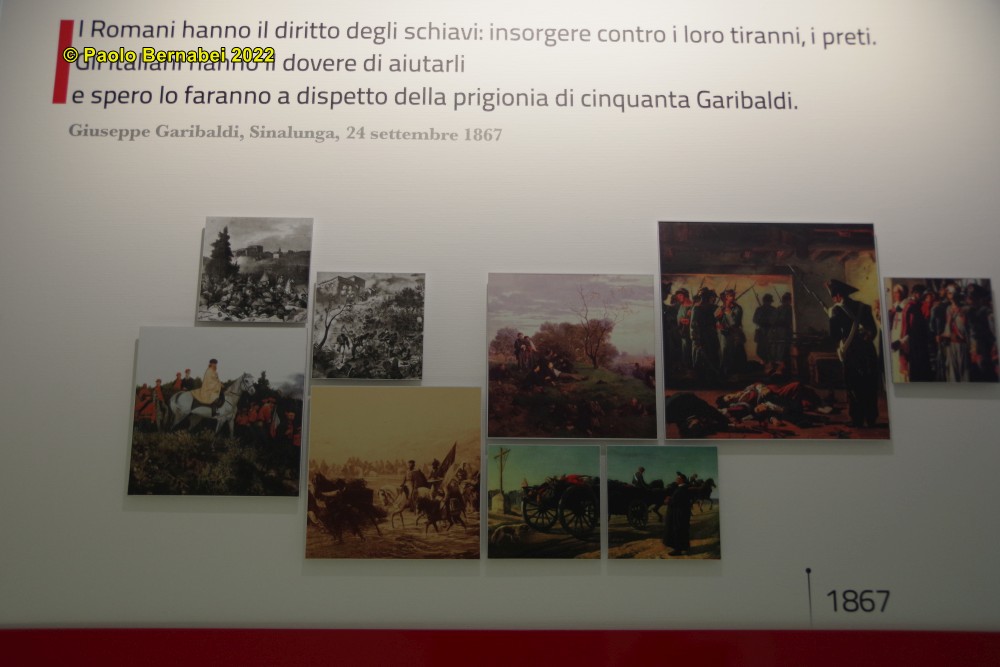 I Romani hanno il diritto degli schiavi: insorgere contro i loro tiranni, i preti.
© Paolo Bernabei 2022
Gli italiani hanno il dovere di aiutarli
e spero lo faranno a dispetto della prigionia di cinquanta Garibaldi.
Giuseppe Garibaldi, Sinalunga, 24 settembre 1867
1867